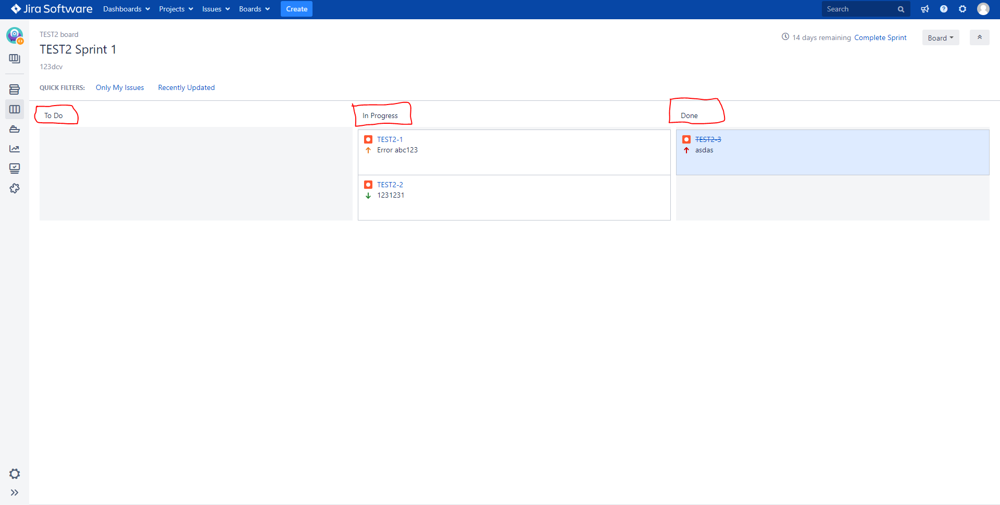 Jira Software Dashboards Projects Issues Boards Create Search
TEST2 board
TEST2 Sprint 1
14 days remaining Complete Sprint Board
123dcv
QUICK FILTERS: Only My Issues Recently Updated
To Do
In Progress
Done
TEST2-1
Error abc123
TEST2-2
1231231
TEST2-3
asdas